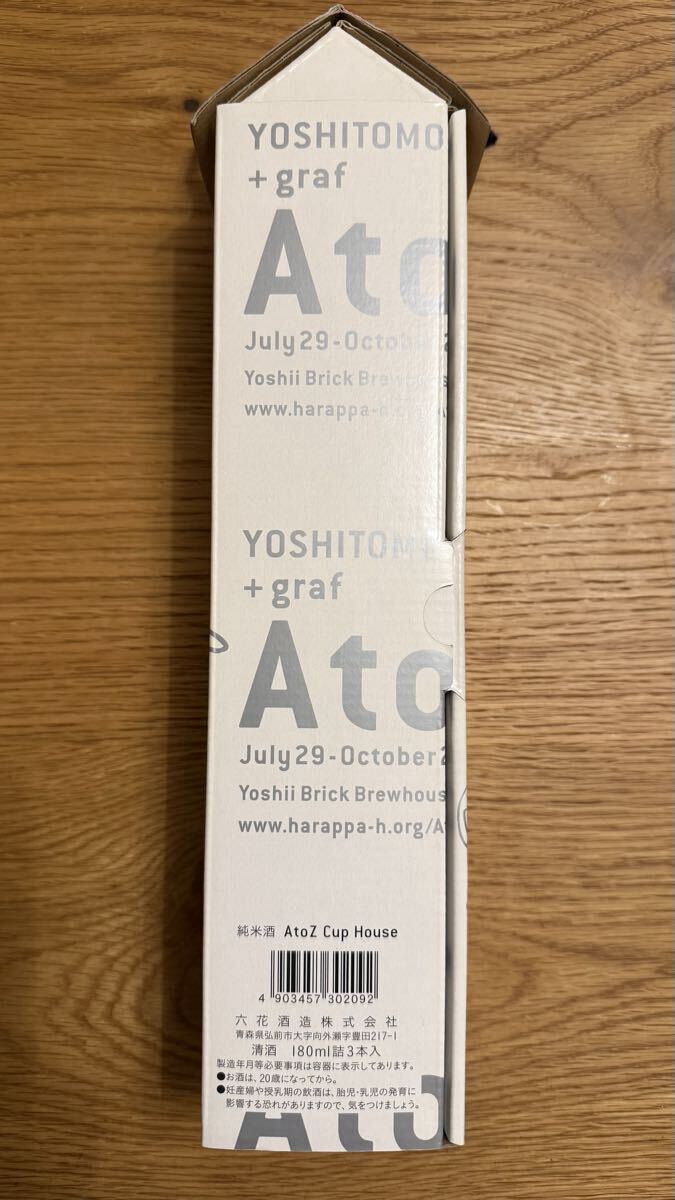 YOSHITOMO
+ graf
Ato
July 29 - October 2
Yoshii Brick Brewhous
www.harappa-h.org/A
YOSHITOM
+ graf
Ato
July 29 - October 2
Yoshii Brick Brewhous
www.harappa-h.org/A
純米酒 AtoZ Cup House
4 903457 302092
六花酒造株式会社
青森県弘前市大字向外瀬字豊田217-1
清酒 180ml詰3本入
製造年月等必要事項は容器に表示してあります。
●お酒は、20歳になってから。
●妊産婦や授乳期の飲酒は、胎児・乳児の発育に
影響する恐れがありますので、気をつけましょう。
Ato